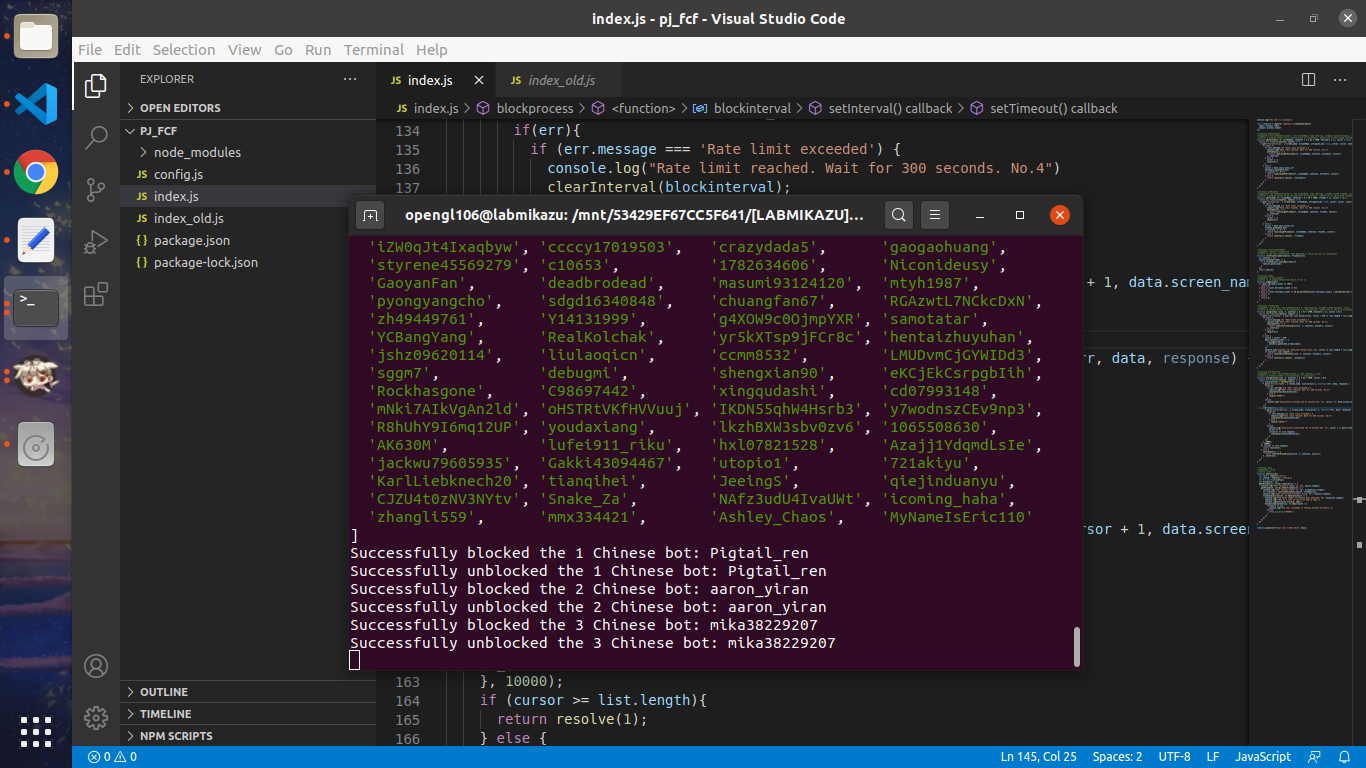 index.js - pj_fcf - Visual Studio Code
File Edit Selection View Go Run Terminal Help
EXPLORER
OPEN EDITORS
PJ_FCF
node_modules
JS config.js
JS index.js
JS index_old.js
{} package.json
{} package-lock.json
OUTLINE
TIMELINE
NPM SCRIPTS
JS index.js
JS index_old.js
JS index.js > blockprocess > <function> > blockinterval > setInterval() callback > setTimeout() callback
134 if(err){
135 if (err.message === 'Rate limit exceeded') {
136 console.log("Rate limit reached. Wait for 300 seconds. No.4")
137 clearInterval(blockinterval);
+ 1, data.screen_na
rr, data, response)
rsor + 1, data.screen
opengl106@labmikazu: /mnt/53429EF67CC5F641/[LABMIKAZU]...
'iZW0qJt4Ixaqbyw', 'ccccy17019503', 'crazydada5', 'gaogaohuang',
'styrene45569279', 'c10653', '1782634606', 'Niconideusy',
'GaoyanFan', 'deadbrodead', 'masumi93124120', 'mtyh1987',
'pyongyangcho', 'sdgd16340848', 'chuangfan67', 'RGAzwtL7NCkcDxN',
'zh49449761', 'Y14131999', 'g4XOW9c0OjmpYXR', 'samotatar',
'YCBangYang', 'RealKolchak', 'yr5kXTsp9jFCr8c', 'hentaizhuyuhan',
'jshz09620114', 'liulaoqicn', 'ccmm8532', 'LMUDvmCjGYWIDd3',
'sggm7', 'debugmi', 'shengxian90', 'eKCjEkCsrpgbIih',
'Rockhasgone', 'C98697442', 'xingqudashi', 'cd07993148',
'mNki7AIkVgAn2ld', 'oHSTRtVKfHVVuuj', 'IKDN55qhW4Hsrb3', 'y7wodnszCEv9np3',
'R8hUhY9I6mq12UP', 'youdaxiang', 'lkzhBXW3sbv0zv6', '1065508630',
'AK630M', 'lufei911_riku', 'hxl07821528', 'Azajj1YdqmdLsIe',
'jackwu79605935', 'Gakki43094467', 'utopio1', '721akiyu',
'KarlLiebknech20', 'tianqihei', 'JeeingS', 'qiejinduanyu',
'CJZU4t0zNV3NYtv', 'Snake_Za', 'NAfz3udU4IvaUWt', 'icoming_haha',
'zhangli559', 'mmx334421', 'Ashley_Chaos', 'MyNameIsEric110'
]
Successfully blocked the 1 Chinese bot: Pigtail_ren
Successfully unblocked the 1 Chinese bot: Pigtail_ren
Successfully blocked the 2 Chinese bot: aaron_yiran
Successfully unblocked the 2 Chinese bot: aaron_yiran
Successfully blocked the 3 Chinese bot: mika38229207
Successfully unblocked the 3 Chinese bot: mika38229207
163 }, 10000);
164 if (cursor >= list.length){
165 return resolve(1);
166 } else {
0 0
Ln 145, Col 25 Spaces: 2 UTF-8 LF JavaScript